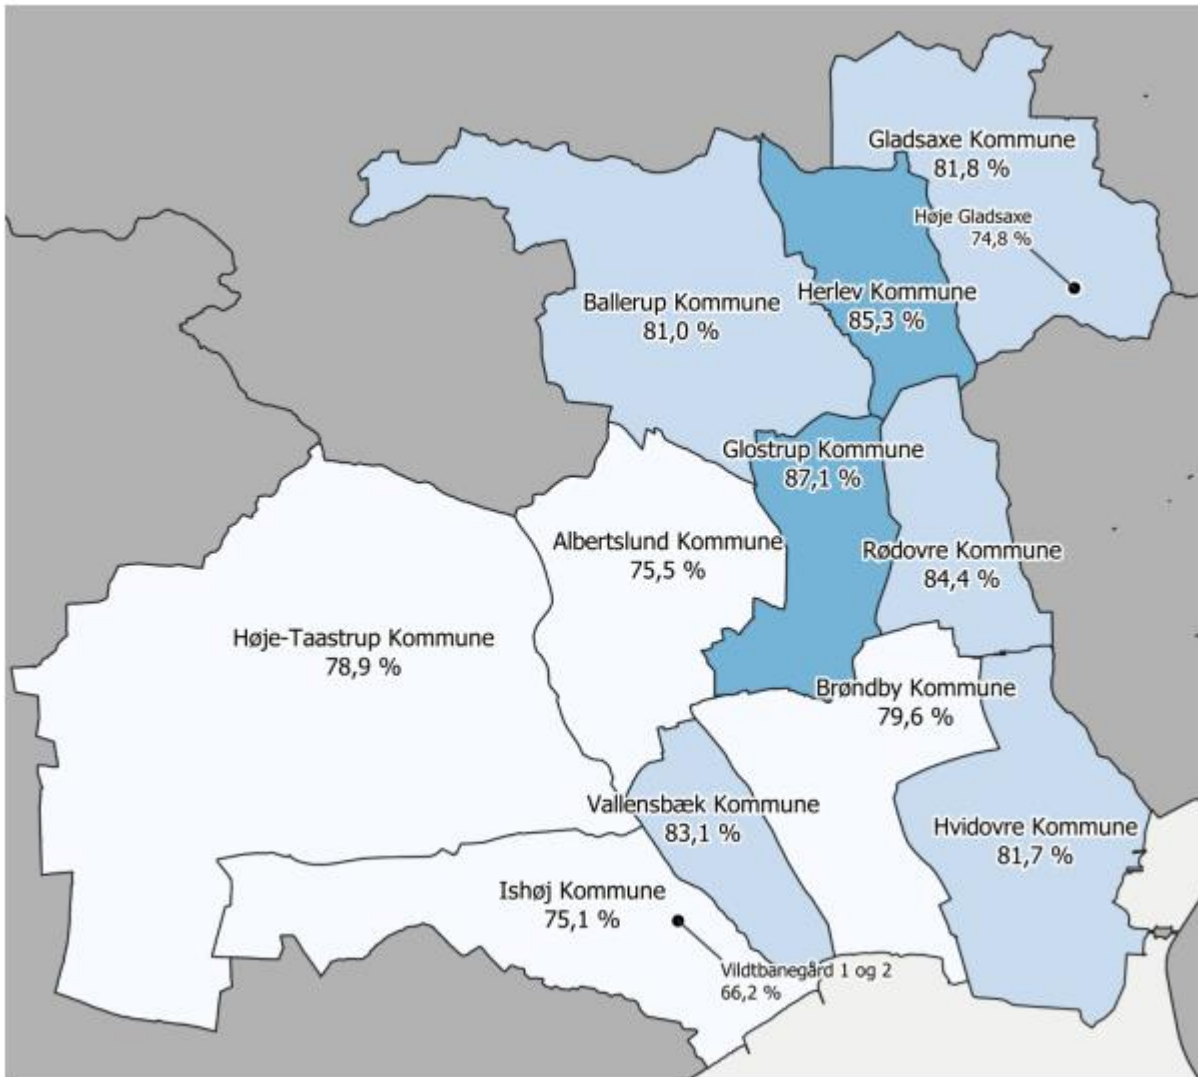 Gladsaxe Kommune
81,8 %
Høje Gladsaxe
74,8 %
Herlev Kommune
85,3 %
Ballerup Kommune
81,0 %
Glostrup Kommune
87,1 %
Albertslund Kommune
75,5 %
Rødovre Kommune
84,4 %
Høje-Taastrup Kommune
78,9 %
Brøndby Kommune
79,6 %
Vallensbæk Kommune
83,1 %
Hvidovre Kommune
81,7 %
Ishøj Kommune
75,1 %
Vildtbanegård 1 og 2
66,2 %